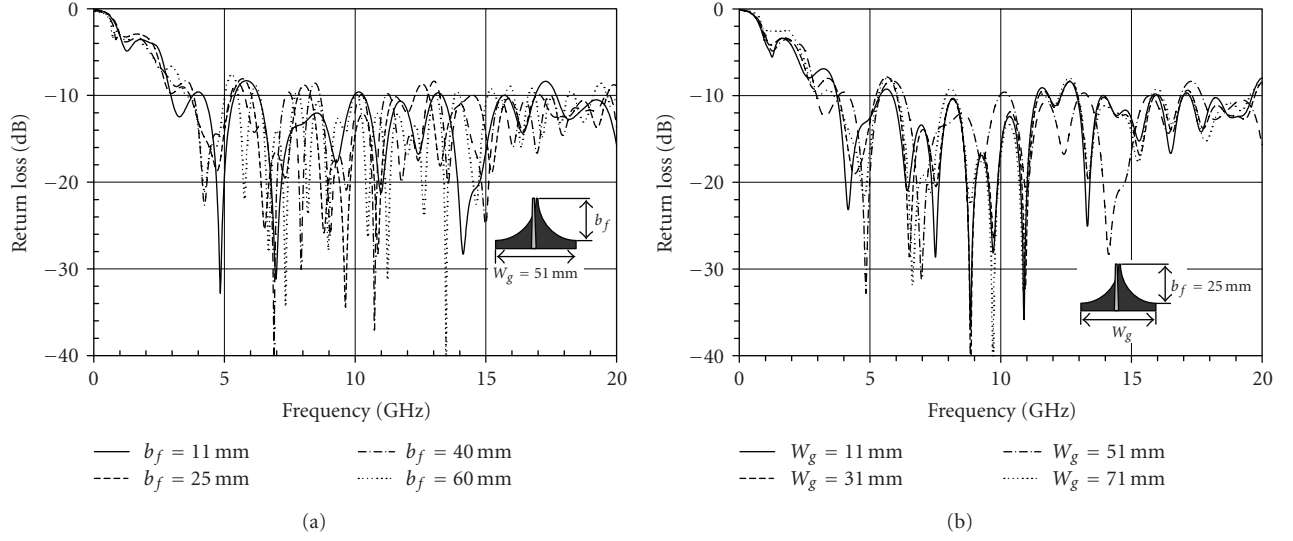 0
−10
−20
−30
−40
Return loss (dB)
0 5 10 15 20
Frequency (GHz)
b_f
W_g = 51 mm
b_f = 11 mm
b_f = 25 mm
b_f = 40 mm
b_f = 60 mm
(a)
0
−10
−20
−30
−40
Return loss (dB)
0 5 10 15 20
Frequency (GHz)
b_f = 25 mm
W_g
W_g = 11 mm
W_g = 31 mm
W_g = 51 mm
W_g = 71 mm
(b)